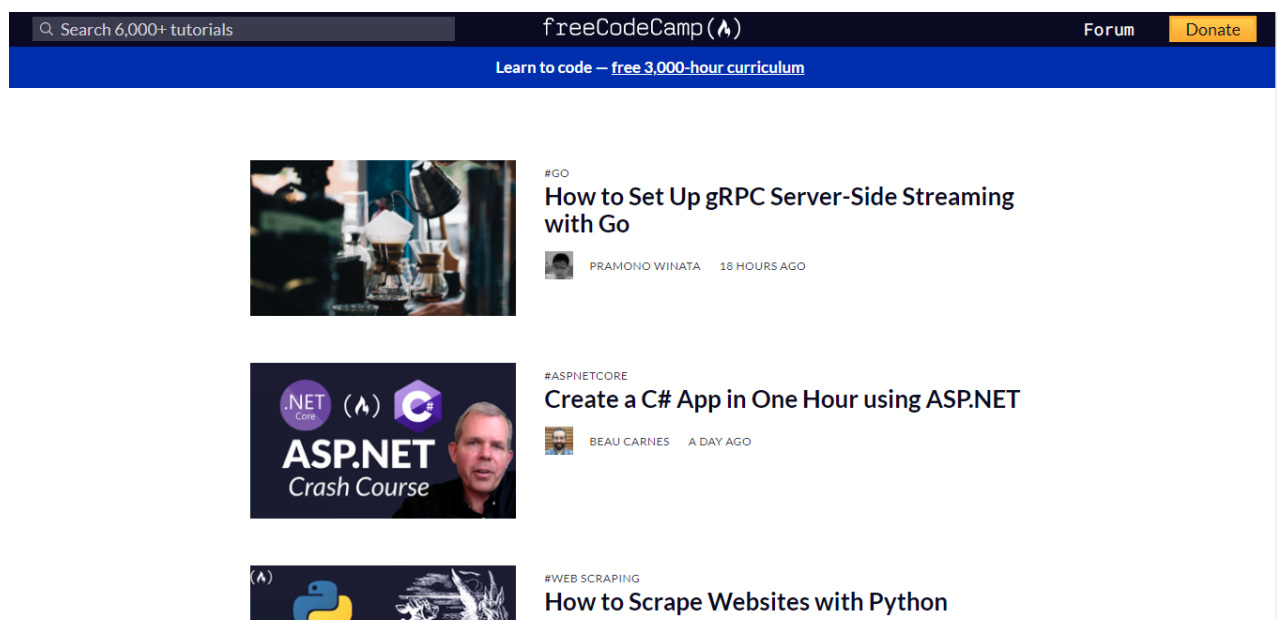 Search 6,000+ tutorials
freeCodeCamp(🔥)
Forum
Donate
Learn to code — free 3,000-hour curriculum
#GO
How to Set Up gRPC Server-Side Streaming
with Go
PRAMONO WINATA 18 HOURS AGO
.NET
Core
C#
ASP.NET
Crash Course
#ASPNETCORE
Create a C# App in One Hour using ASP.NET
BEAU CARNES A DAY AGO
#WEB SCRAPING
How to Scrape Websites with Python